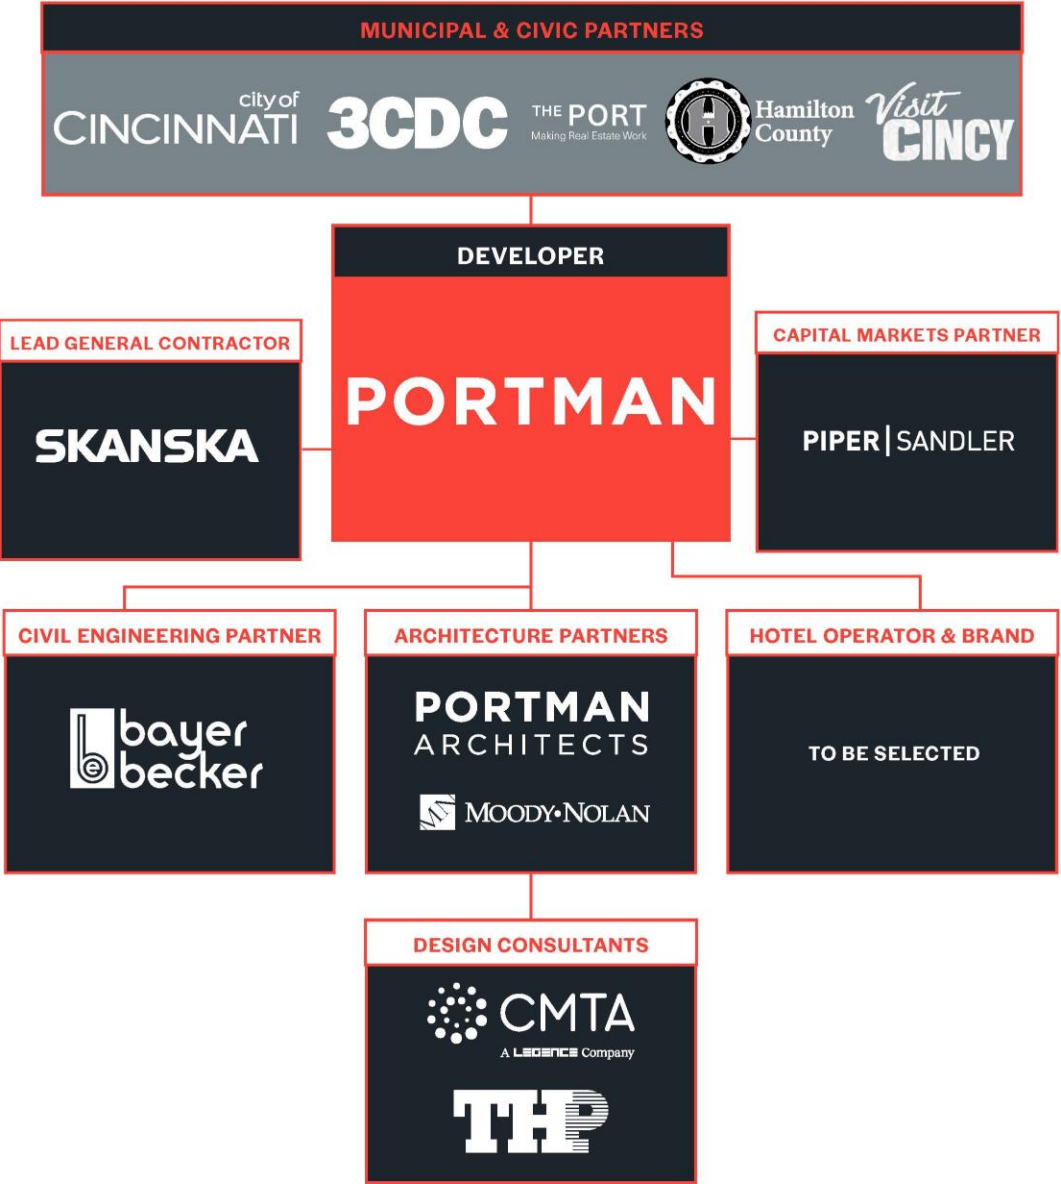 MUNICIPAL & CIVIC PARTNERS
city of
CINCINNATI
3CDC
THE PORT
Making Real Estate Work
H
Hamilton
County
Visit
CINCY
DEVELOPER
PORTMAN
LEAD GENERAL CONTRACTOR
SKANSKA
CAPITAL MARKETS PARTNER
PIPER|SANDLER
CIVIL ENGINEERING PARTNER
b
e
bayer
becker
ARCHITECTURE PARTNERS
PORTMAN
ARCHITECTS
MN
MOODY•NOLAN
HOTEL OPERATOR & BRAND
TO BE SELECTED
DESIGN CONSULTANTS
CMTA
A LEGENCE Company
THP